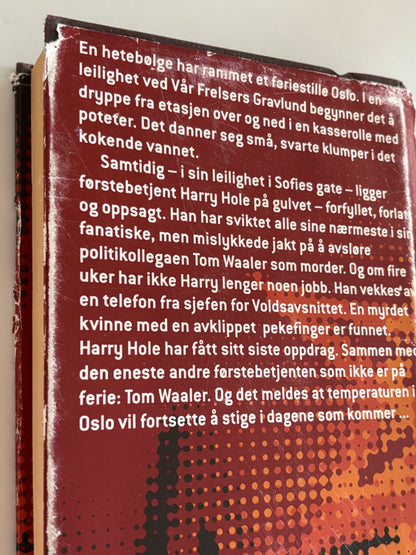 En hetebølge har rammet et feriestille Oslo. I en
leilighet ved Vår Frelsers Gravlund begynner det å
dryppe fra etasjen over og ned i en kasserolle med
poteter. Det danner seg små, svarte klumper i det
kokende vannet.
Samtidig – i sin leilighet i Sofies gate – ligger
førstebetjent Harry Hole på gulvet – forfyllet, forlat
og oppsagt. Han har sviktet alle sine nærmeste i sin
fanatiske, men mislykkede jakt på å avsløre
politikollegaen Tom Waaler som morder. Og om fire
uker har ikke Harry lenger noen jobb. Han vekkes av
en telefon fra sjefen for Voldsavsnittet. En myrdet
kvinne med en avklippet pekefinger er funnet.
Harry Hole har fått sitt siste oppdrag. Sammen med
den eneste andre førstebetjenten som ikke er på
ferie: Tom Waaler. Og det meldes at temperaturen i
Oslo vil fortsette å stige i dagene som kommer ...